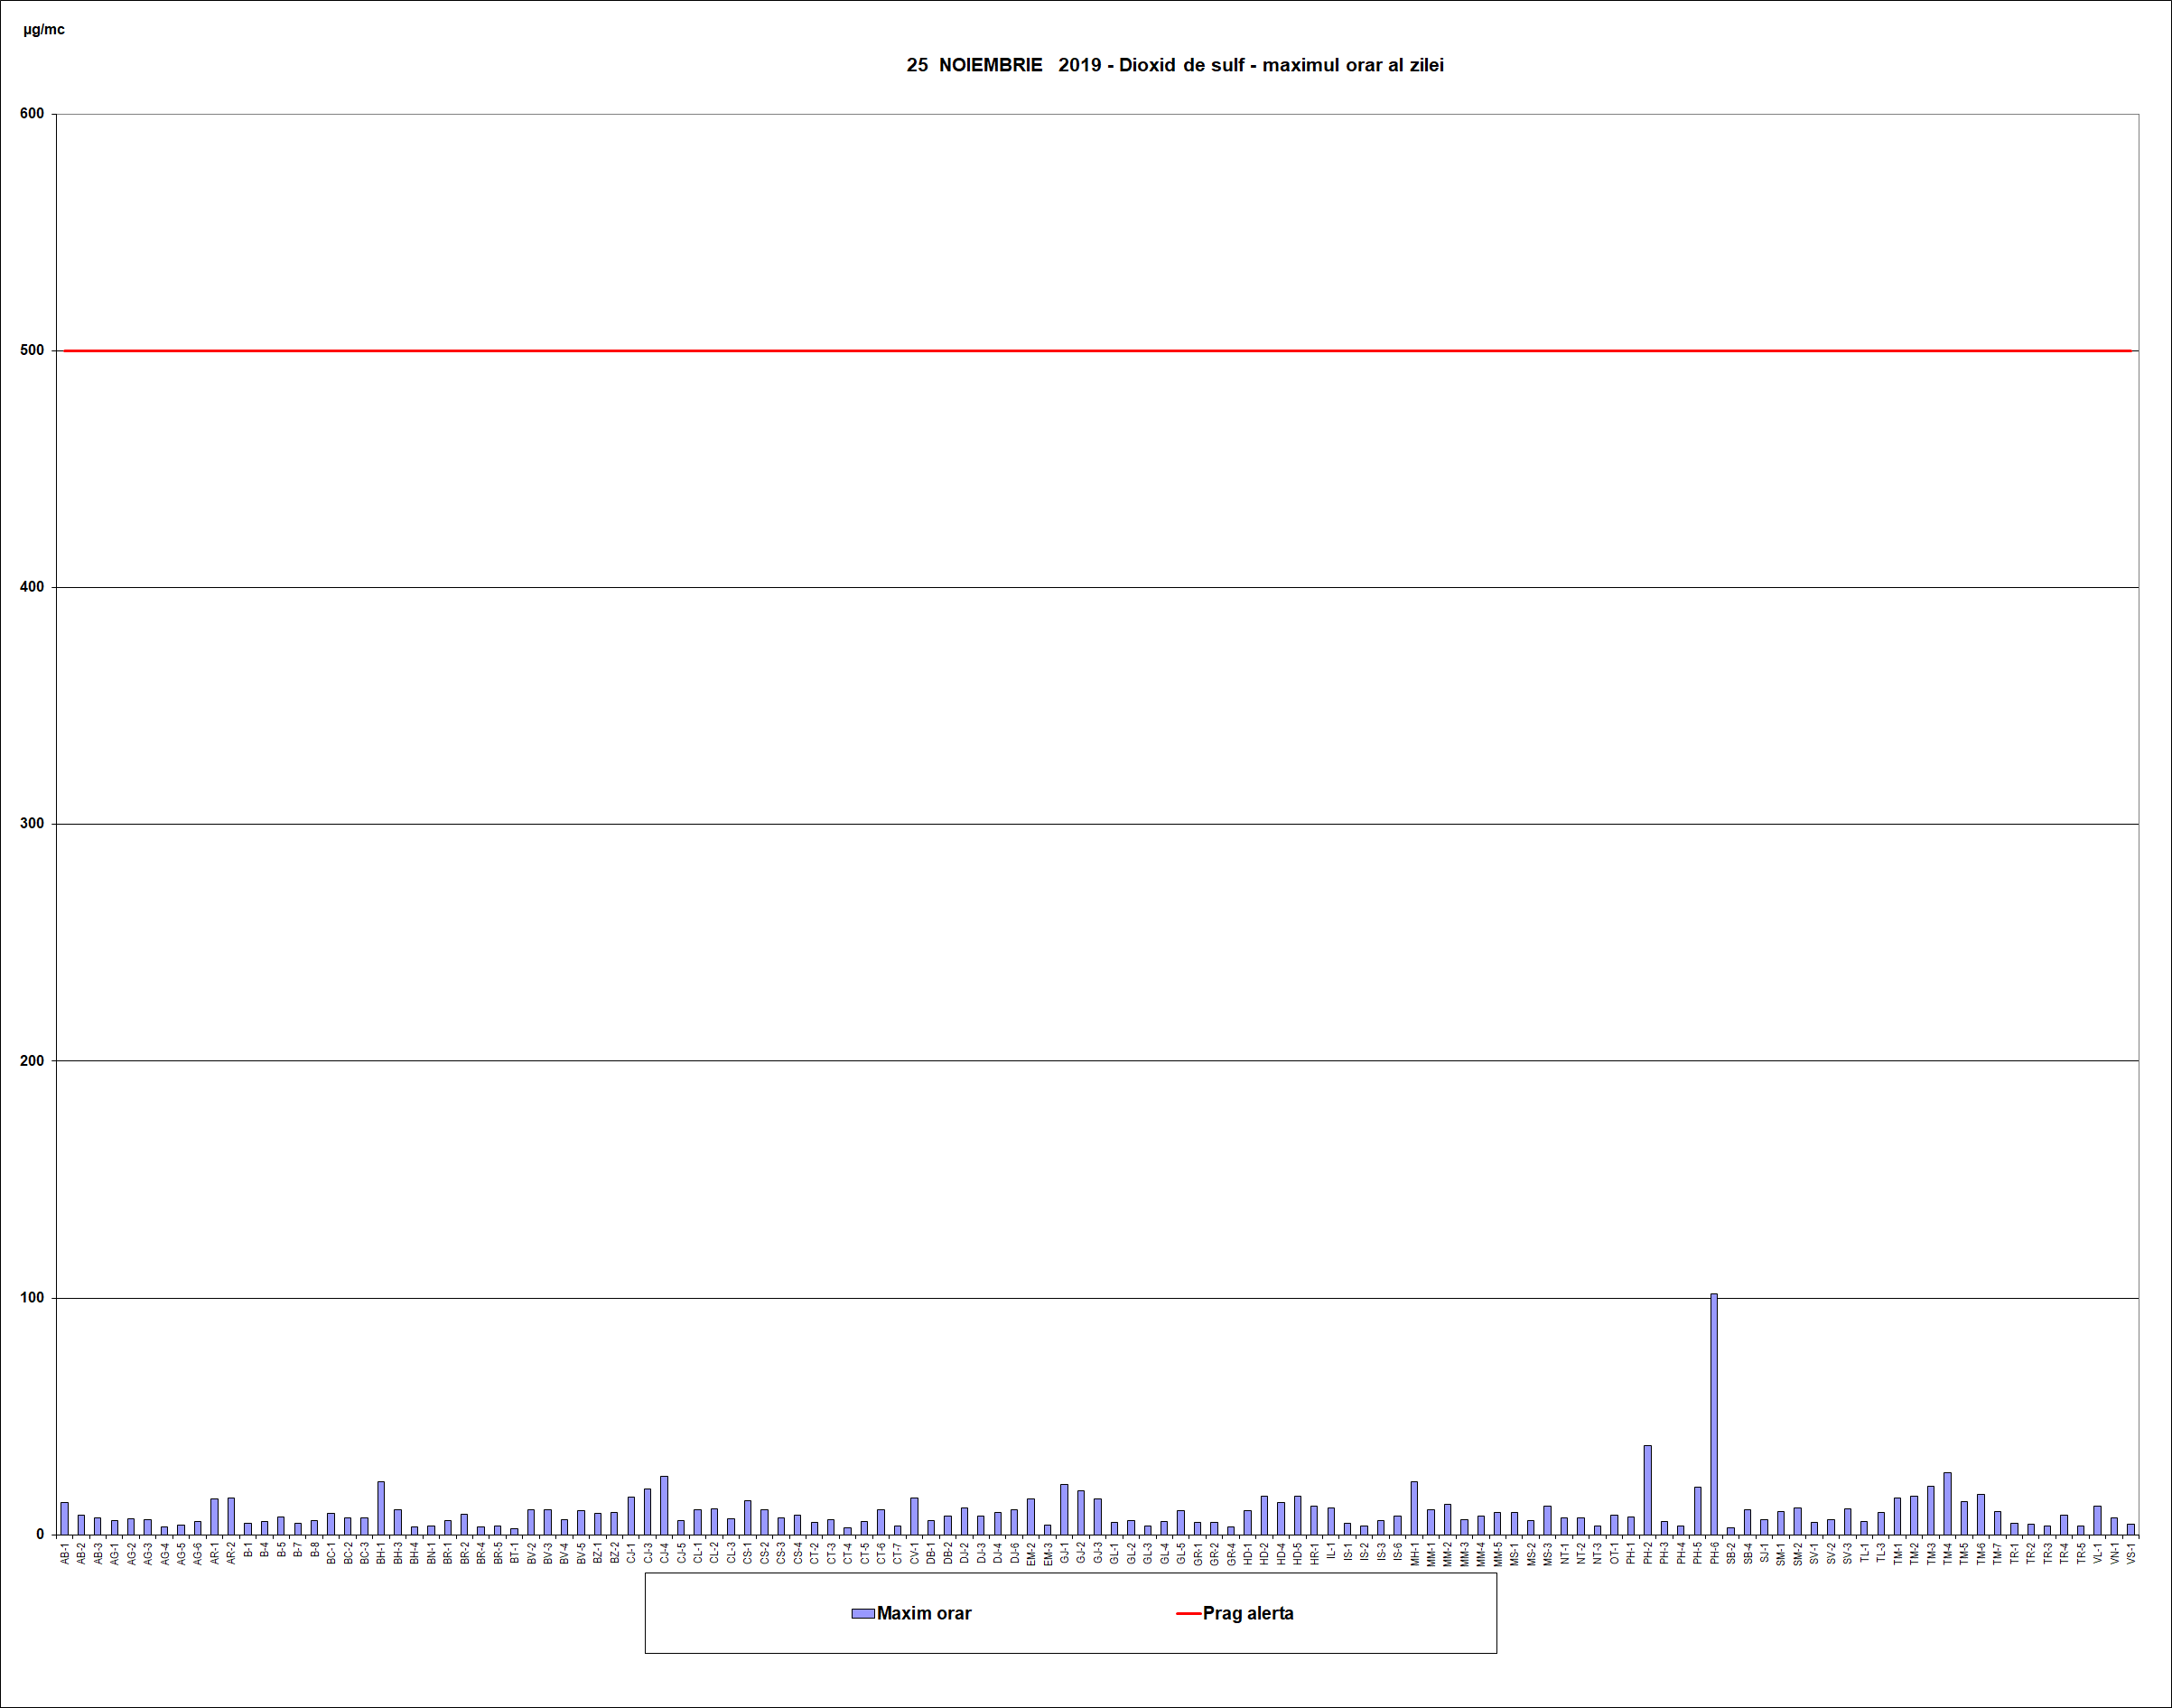 µg/mc
25 NOIEMBRIE 2019 - Dioxid de sulf - maximul orar al zilei
600
500
400
300
200
100
0
AB-1
AB-2
AB-3
AG-1
AG-2
AG-3
AG-4
AG-5
AG-6
AR-1
AR-2
B-1
B-4
B-5
B-7
B-8
BC-1
BC-2
BC-3
BH-1
BH-3
BH-4
BN-1
BR-1
BR-2
BR-4
BR-5
BT-1
BV-2
BV-3
BV-4
BV-5
BZ-1
BZ-2
CJ-1
CJ-3
CJ-4
CJ-5
CL-1
CL-2
CL-3
CS-1
CS-2
CS-3
CS-4
CT-2
CT-3
CT-4
CT-5
CT-6
CT-7
CV-1
DB-1
DB-2
DJ-2
DJ-3
DJ-4
DJ-6
EM-2
EM-3
GJ-1
GJ-2
GJ-3
GL-1
GL-2
GL-3
GL-4
GL-5
GR-1
GR-2
GR-4
HD-1
HD-2
HD-4
HD-5
HR-1
IL-1
IS-1
IS-2
IS-3
IS-6
MH-1
MM-1
MM-2
MM-3
MM-4
MM-5
MS-1
MS-2
MS-3
NT-1
NT-2
NT-3
OT-1
PH-1
PH-2
PH-3
PH-4
PH-5
PH-6
SB-2
SB-4
SJ-1
SM-1
SM-2
SV-1
SV-2
SV-3
TL-1
TL-3
TM-1
TM-2
TM-3
TM-4
TM-5
TM-6
TM-7
TR-1
TR-2
TR-3
TR-4
TR-5
VL-1
VN-1
VS-1
Maxim orar
Prag alerta